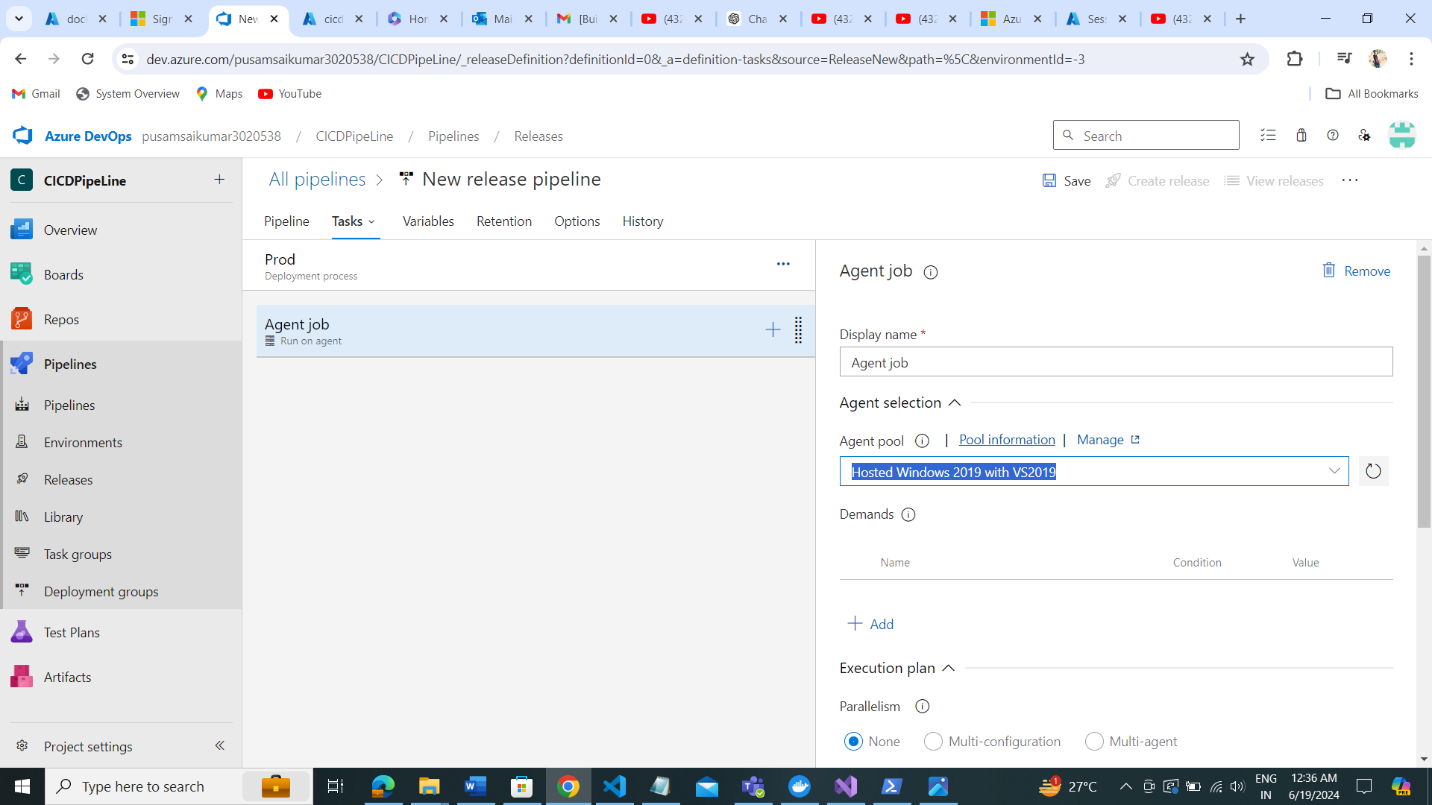 docl
Sign
New
cicd
Hor
Mai
[Bui
(432
Cha
(432
(432
Azu
Ses
(432
dev.azure.com/pusamsaikumar3020538/CICDPipeLine/_releaseDefinition?definitionId=0&_a=definition-tasks&source=ReleaseNew&path=%5C&environmentId=-3
Gmail
System Overview
Maps
YouTube
All Bookmarks
Azure DevOps pusamsaikumar3020538 / CICDPipeLine / Pipelines / Releases
Search
C CICDPipeLine
Overview
Boards
Repos
Pipelines
Pipelines
Environments
Releases
Library
Task groups
Deployment groups
Test Plans
Artifacts
Project settings
All pipelines > New release pipeline
Save
Create release
View releases
Pipeline
Tasks
Variables
Retention
Options
History
Prod
Deployment process
Agent job
Run on agent
Agent job
Remove
Display name *
Agent job
Agent selection
Agent pool | Pool information | Manage
Hosted Windows 2019 with VS2019
Demands
Name Condition Value
Add
Execution plan
Parallelism
None Multi-configuration Multi-agent
Type here to search
1
27°C
ENG
IN
12:36 AM
6/19/2024